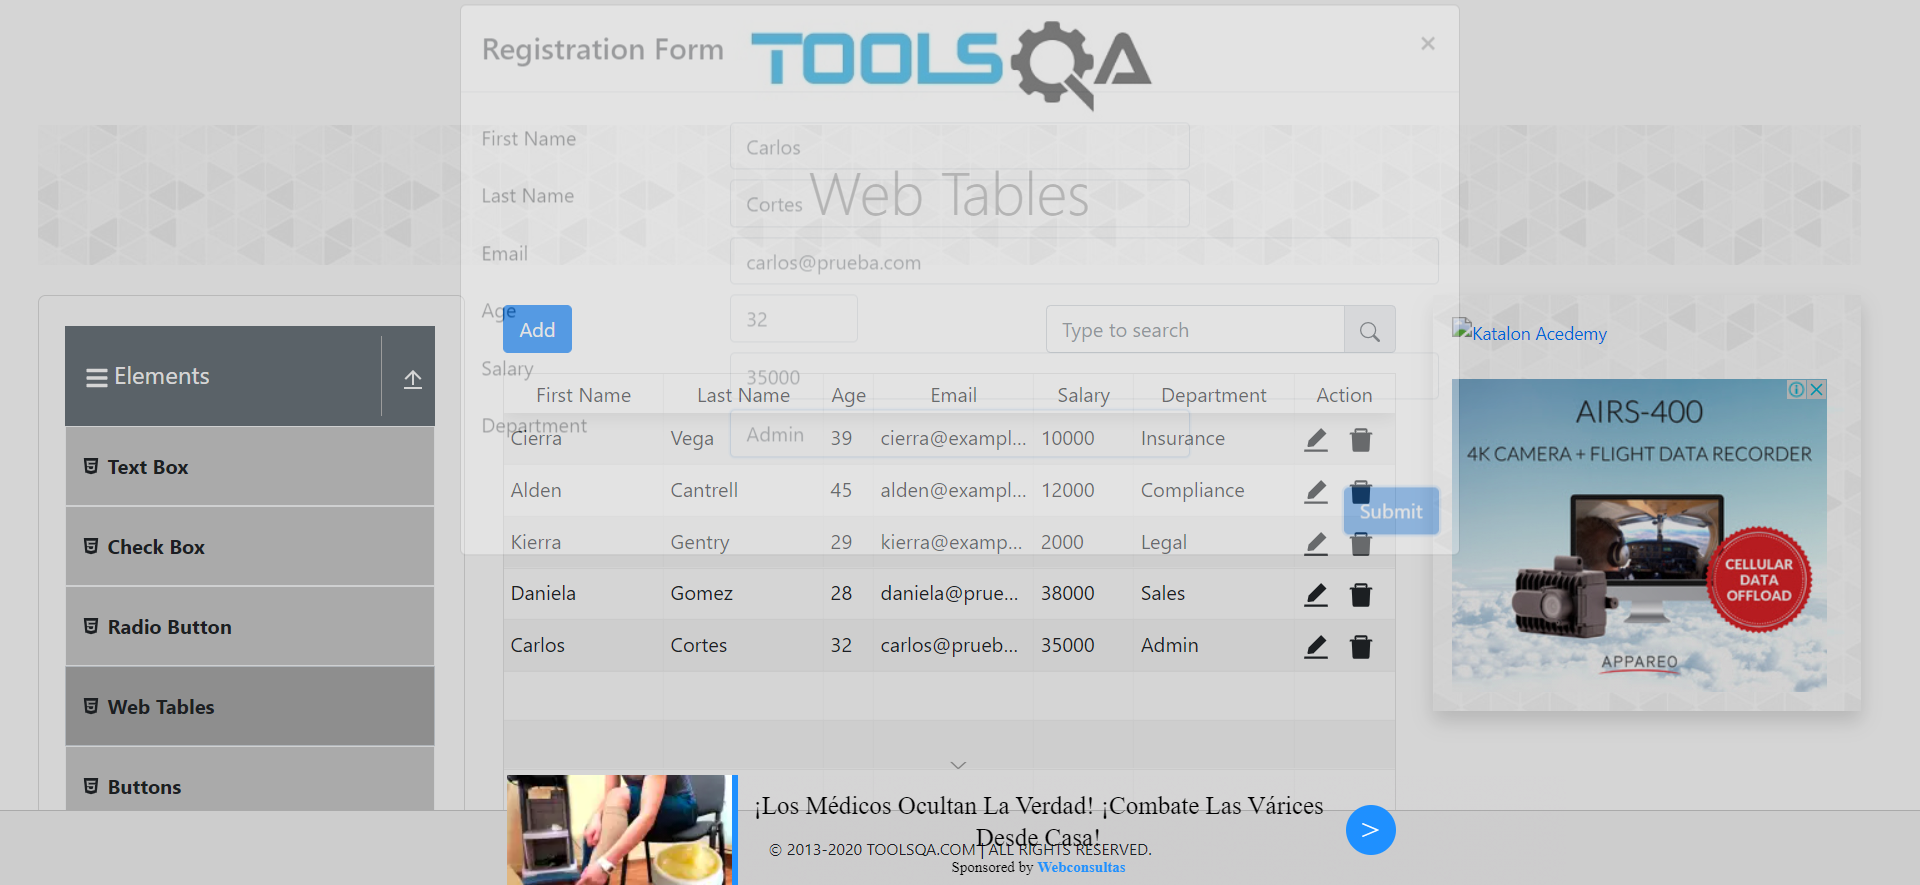 Registration Form
TOOLSQA
×
First Name
Carlos
Last Name
Cortes
Web Tables
Email
carlos@prueba.com
Age
32
Salary
35000
Department
Admin
Submit
Elements
Text Box
Check Box
Radio Button
Web Tables
Buttons
Add
Type to search
First Name Last Name Age Email Salary Department Action
Cierra Vega 39 cierra@exampl... 10000 Insurance
Alden Cantrell 45 alden@exampl... 12000 Compliance
Kierra Gentry 29 kierra@examp... 2000 Legal
Daniela Gomez 28 daniela@prue... 38000 Sales
Carlos Cortes 32 carlos@prueb... 35000 Admin
Katalon Acedemy
AIRS-400
4K CAMERA + FLIGHT DATA RECORDER
CELLULAR
DATA
OFFLOAD
APPAREO
¡Los Médicos Ocultan La Verdad! ¡Combate Las Várices
Desde Casa!
>
© 2013-2020 TOOLSQA.COM | ALL RIGHTS RESERVED.
Sponsored by Webconsultas